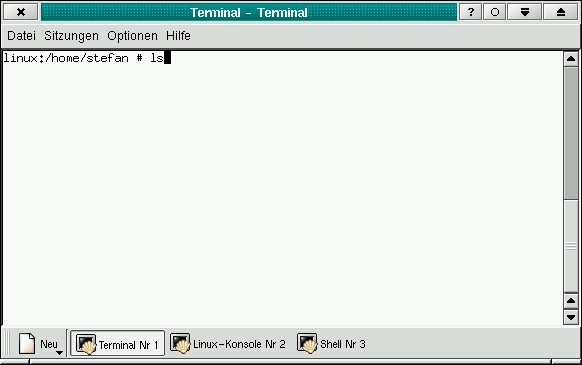 Terminal - Terminal
?
Datei Sitzungen Optionen Hilfe
linux:/home/stefan # ls
Neu Terminal Nr 1 Linux-Konsole Nr 2 Shell Nr 3